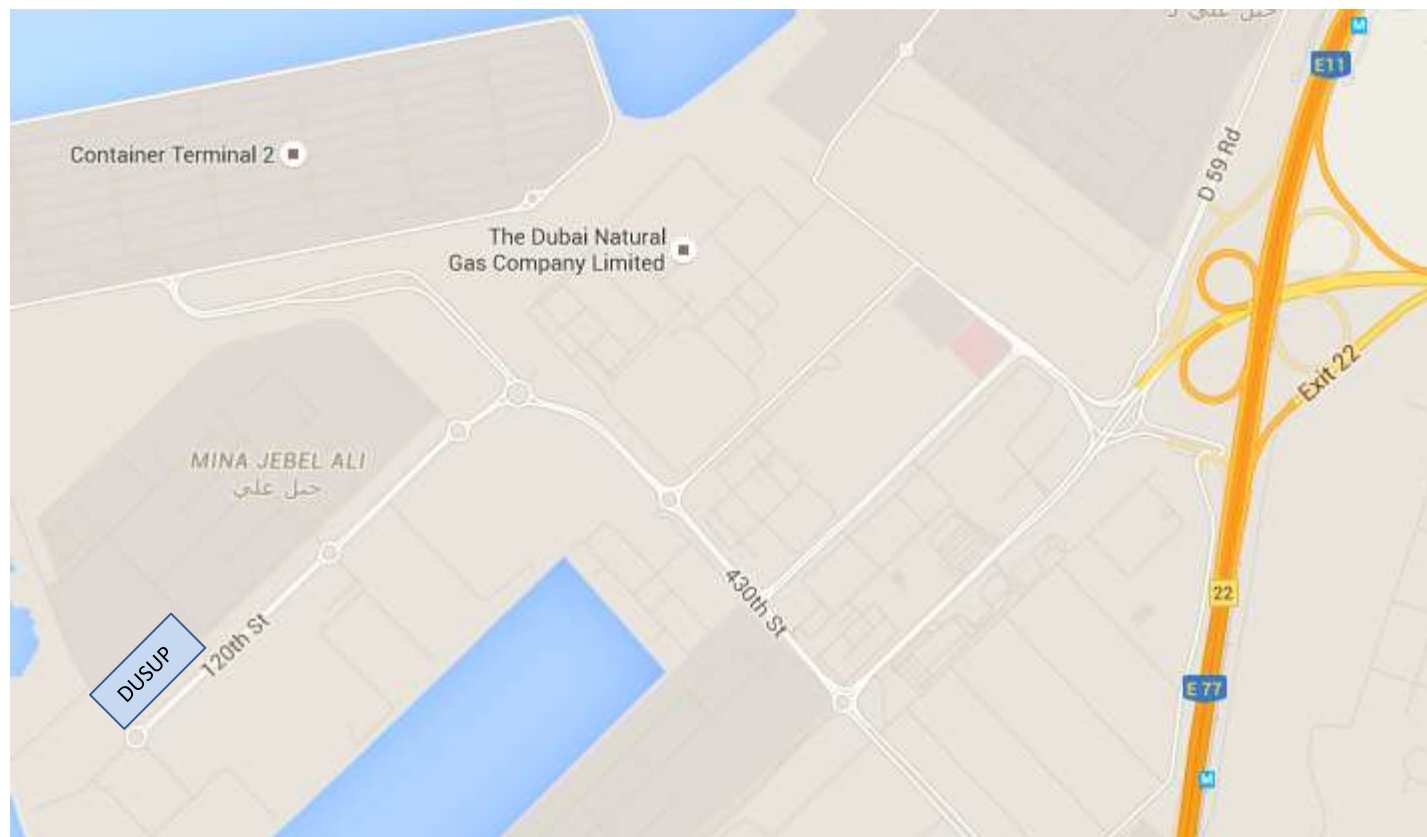 E11
Container Terminal 2
D 59 Rd
The Dubai Natural
Gas Company Limited
Exit 22
MINA JEBEL ALI
جبل علي
430th St
22
120th St
DUSUP
E 77
M
M